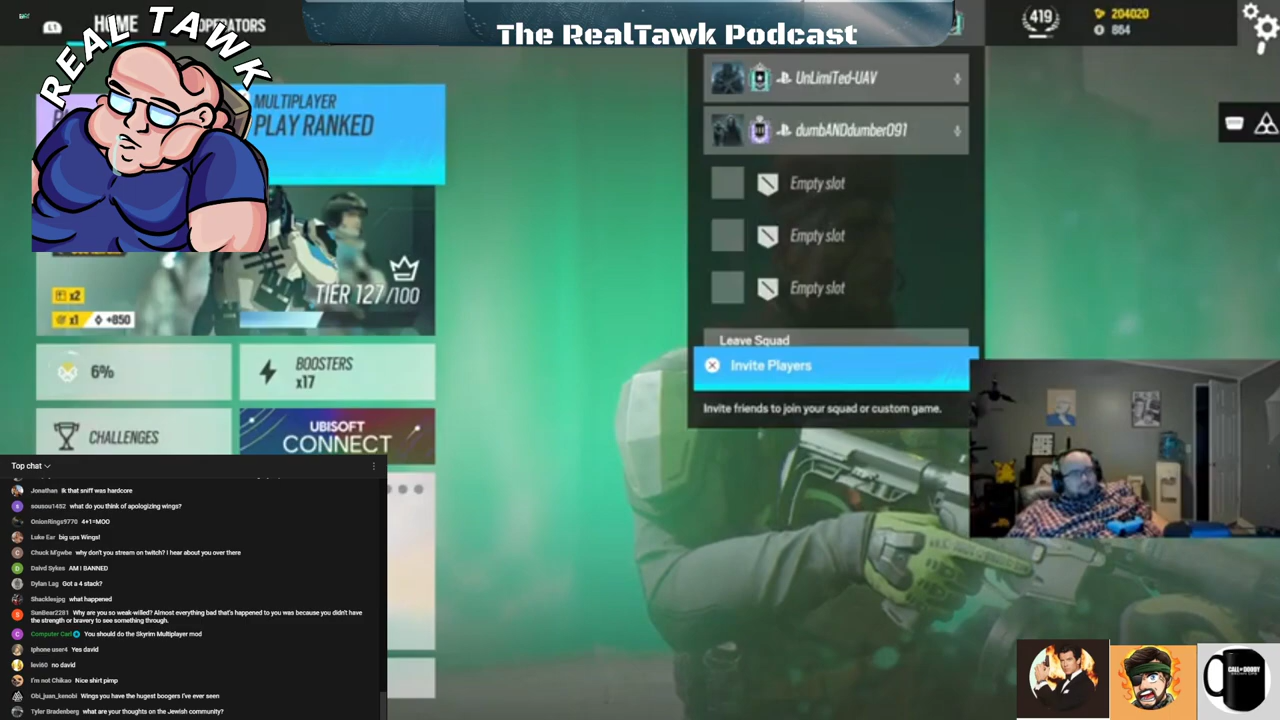 HOME
OPERATORS
The RealTawk Podcast
419
204020
864
REAL TAWK
MULTIPLAYER
PLAY RANKED
UnLimiTed-UAV
dumbANDdumber091
Empty slot
Empty slot
Empty slot
TIER 127/100
x2
x1 +850
Leave Squad
Invite Players
Invite friends to join your squad or custom game.
6%
BOOSTERS
x17
CHALLENGES
UBISOFT
CONNECT
Top chat
Jonathan Ik that sniff was hardcore
sousou1452 what do you think of apologizing wings?
OnionRings9770 4+1=MOO
Luke Ear big ups Wings!
Chuck M'gwbe why don't you stream on twitch? I hear about you over there
Daivd Sykes AM I BANNED
Dylan Lag Got a 4 stack?
Shacklesjpg what happened
SunBear2281 Why are you so weak-willed? Almost everything bad that's happened to you was because you didn't have
the strength or bravery to see something through.
Computer Carl You should do the Skyrim Multiplayer mod
Iphone user4 Yes david
levi60 no david
I'm not Chikao Nice shirt pimp
Obi_juan_kenobi Wings you have the hugest boogers I've ever seen
Tyler Bradenberg what are your thoughts on the Jewish community?
CALL OF DOODY